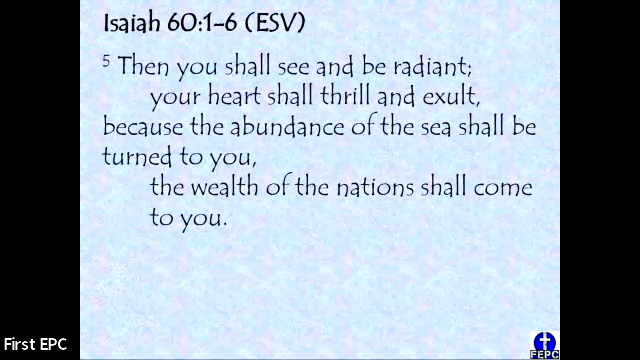 Isaiah 60:1-6 (ESV)
5 Then you shall see and be radiant;
your heart shall thrill and exult,
because the abundance of the sea shall be
turned to you,
the wealth of the nations shall come
to you.
First EPC
FEPC